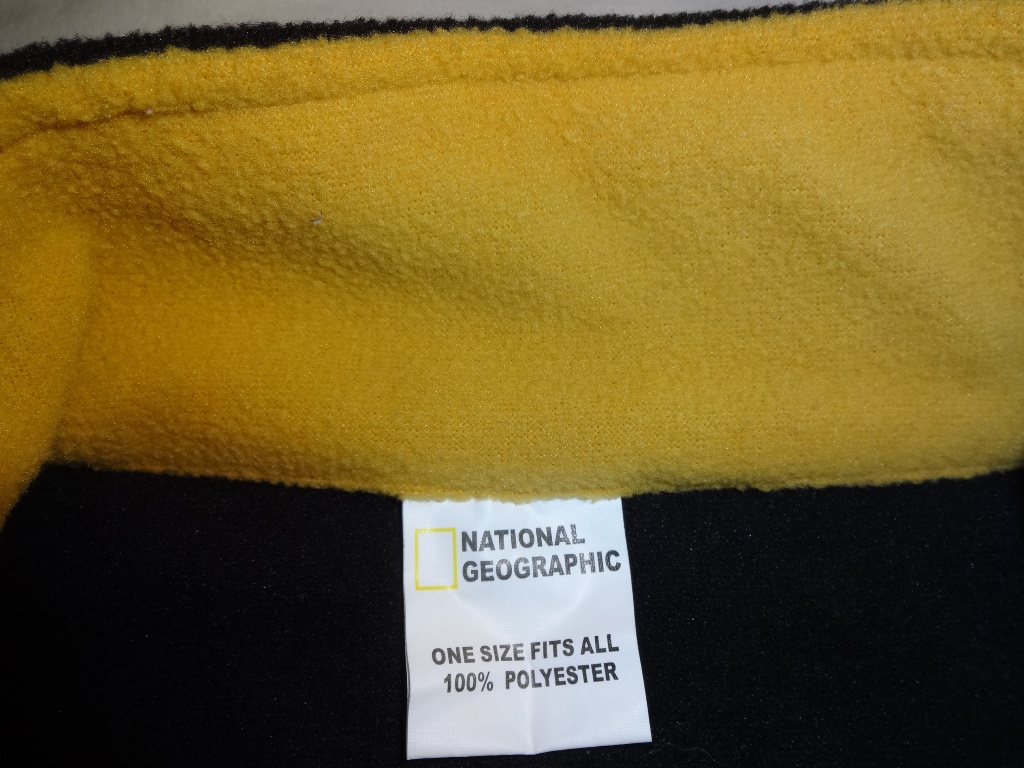 NATIONAL
GEOGRAPHIC
ONE SIZE FITS ALL
100% POLYESTER